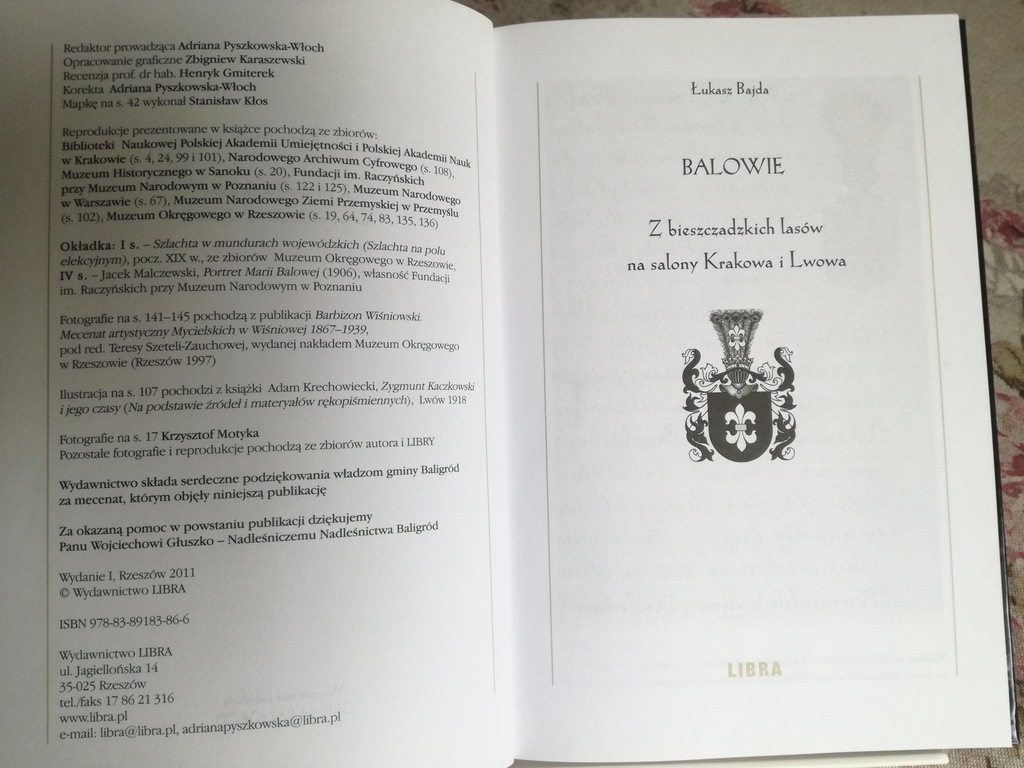 Redaktor prowadząca Adriana Pyszkowska-Włoch
Opracowanie graficzne Zbigniew Karaszewski
Recenzja prof. dr hab. Henryk Gmiterek
Korekta Adriana Pyszkowska-Włoch
Mapkę na s. 42 wykonał Stanisław Kłos
Reprodukcje prezentowane w książce pochodzą ze zbiorów:
Biblioteki Naukowej Polskiej Akademii Umiejętności i Polskiej Akademii Nauk
w Krakowie (s. 4, 24, 99 i 101), Narodowego Archiwum Cyfrowego (s. 108),
Muzeum Historycznego w Sanoku (s. 20), Fundacji im. Raczyńskich
przy Muzeum Narodowym w Poznaniu (s. 122 i 125), Muzeum Narodowego
w Warszawie (s. 67), Muzeum Narodowego Ziemi Przemyskiej w Przemyślu
(s. 102), Muzeum Okręgowego w Rzeszowie (s. 19, 64, 74, 83, 135, 136)
Okładka: I s. – Szlachta w mundurach wojewódzkich (Szlachta na polu
elekcyjnym), pocz. XIX w., ze zbiorów Muzeum Okręgowego w Rzeszowie,
IV s. – Jacek Malczewski, Portret Marii Balowej (1906), własność Fundacji
im. Raczyńskich przy Muzeum Narodowym w Poznaniu
Fotografie na s. 141–145 pochodzą z publikacji Barbizon Wiśniowski.
Mecenat artystyczny Mycielskich w Wiśniowej 1867–1939,
pod red. Teresy Szeteli-Zauchowej, wydanej nakładem Muzeum Okręgowego
w Rzeszowie (Rzeszów 1997)
Ilustracja na s. 107 pochodzi z książki Adam Krechowiecki, Zygmunt Kaczkowski
i jego czasy (Na podstawie źródeł i materyałów rękopiśmiennych), Lwów 1918
Fotografie na s. 17 Krzysztof Motyka
Pozostałe fotografie i reprodukcje pochodzą ze zbiorów autora i LIBRY
Wydawnictwo składa serdeczne podziękowania władzom gminy Baligród
za mecenat, którym objęły niniejszą publikację
Za okazaną pomoc w powstaniu publikacji dziękujemy
Panu Wojciechowi Głuszko – Nadleśniczemu Nadleśnictwa Baligród
Wydanie I, Rzeszów 2011
© Wydawnictwo LIBRA
ISBN 978-83-89183-86-6
Wydawnictwo LIBRA
ul. Jagiellońska 14
35-025 Rzeszów
tel./faks 17 86 21 316
www.libra.pl
e-mail: libra@libra.pl, adrianapyszkowska@libra.pl
Łukasz Bajda
BALOWIE
Z bieszczadzkich lasów
na salony Krakowa i Lwowa
LIBRA